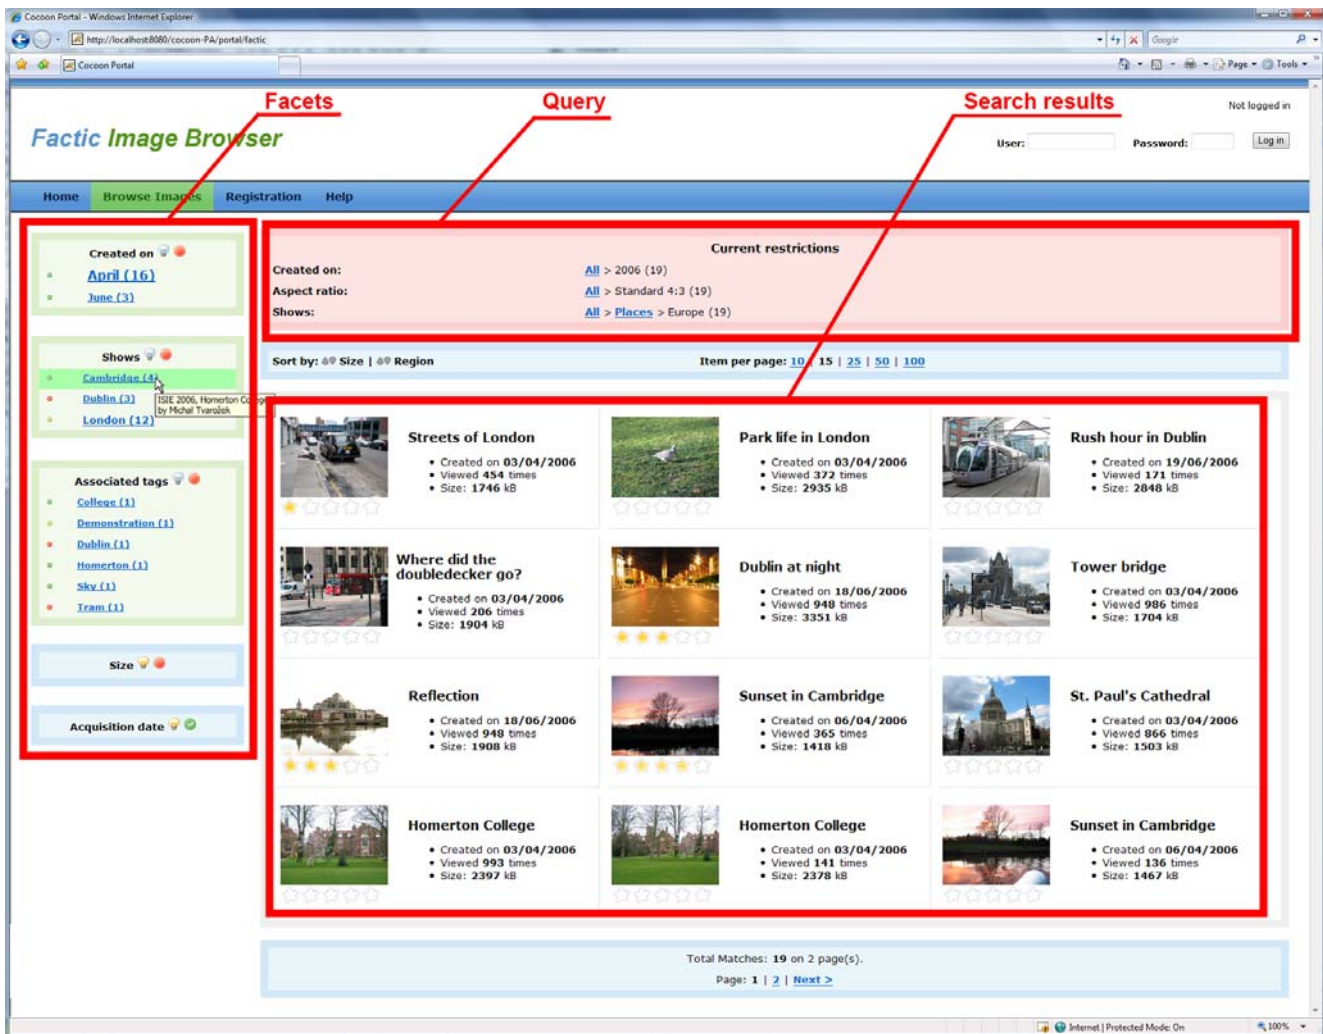 Cocoon Portal - Windows Internet Explorer
http://localhost:8080/cocoon-PA/portal/factic
Google
Cocoon Portal
Page
Tools
Facets
Query
Search results
Not logged in
Factic Image Browser
User:
Password:
Log in
Home Browse Images Registration Help
Created on
April (16)
June (3)
Shows
Cambridge (4)
Dublin (3)
London (12)
ISIE 2006, Homerton College
by Michal Tvarožek
Associated tags
College (1)
Demonstration (1)
Dublin (1)
Homerton (1)
Sky (1)
Tram (1)
Size
Acquisition date
Current restrictions
Created on: All > 2006 (19)
Aspect ratio: All > Standard 4:3 (19)
Shows: All > Places > Europe (19)
Sort by: Size | Region
Item per page: 10 | 15 | 25 | 50 | 100
Streets of London
• Created on 03/04/2006
• Viewed 454 times
• Size: 1746 kB
Park life in London
• Created on 03/04/2006
• Viewed 372 times
• Size: 2935 kB
Rush hour in Dublin
• Created on 19/06/2006
• Viewed 171 times
• Size: 2848 kB
Where did the
doubledecker go?
• Created on 03/04/2006
• Viewed 206 times
• Size: 1904 kB
Dublin at night
• Created on 18/06/2006
• Viewed 948 times
• Size: 3351 kB
Tower bridge
• Created on 03/04/2006
• Viewed 986 times
• Size: 1704 kB
Reflection
• Created on 18/06/2006
• Viewed 948 times
• Size: 1908 kB
Sunset in Cambridge
• Created on 06/04/2006
• Viewed 365 times
• Size: 1418 kB
St. Paul's Cathedral
• Created on 03/04/2006
• Viewed 866 times
• Size: 1503 kB
Homerton College
• Created on 03/04/2006
• Viewed 993 times
• Size: 2397 kB
Homerton College
• Created on 03/04/2006
• Viewed 141 times
• Size: 2378 kB
Sunset in Cambridge
• Created on 06/04/2006
• Viewed 136 times
• Size: 1467 kB
Total Matches: 19 on 2 page(s).
Page: 1 | 2 | Next >
Internet | Protected Mode: On
100%